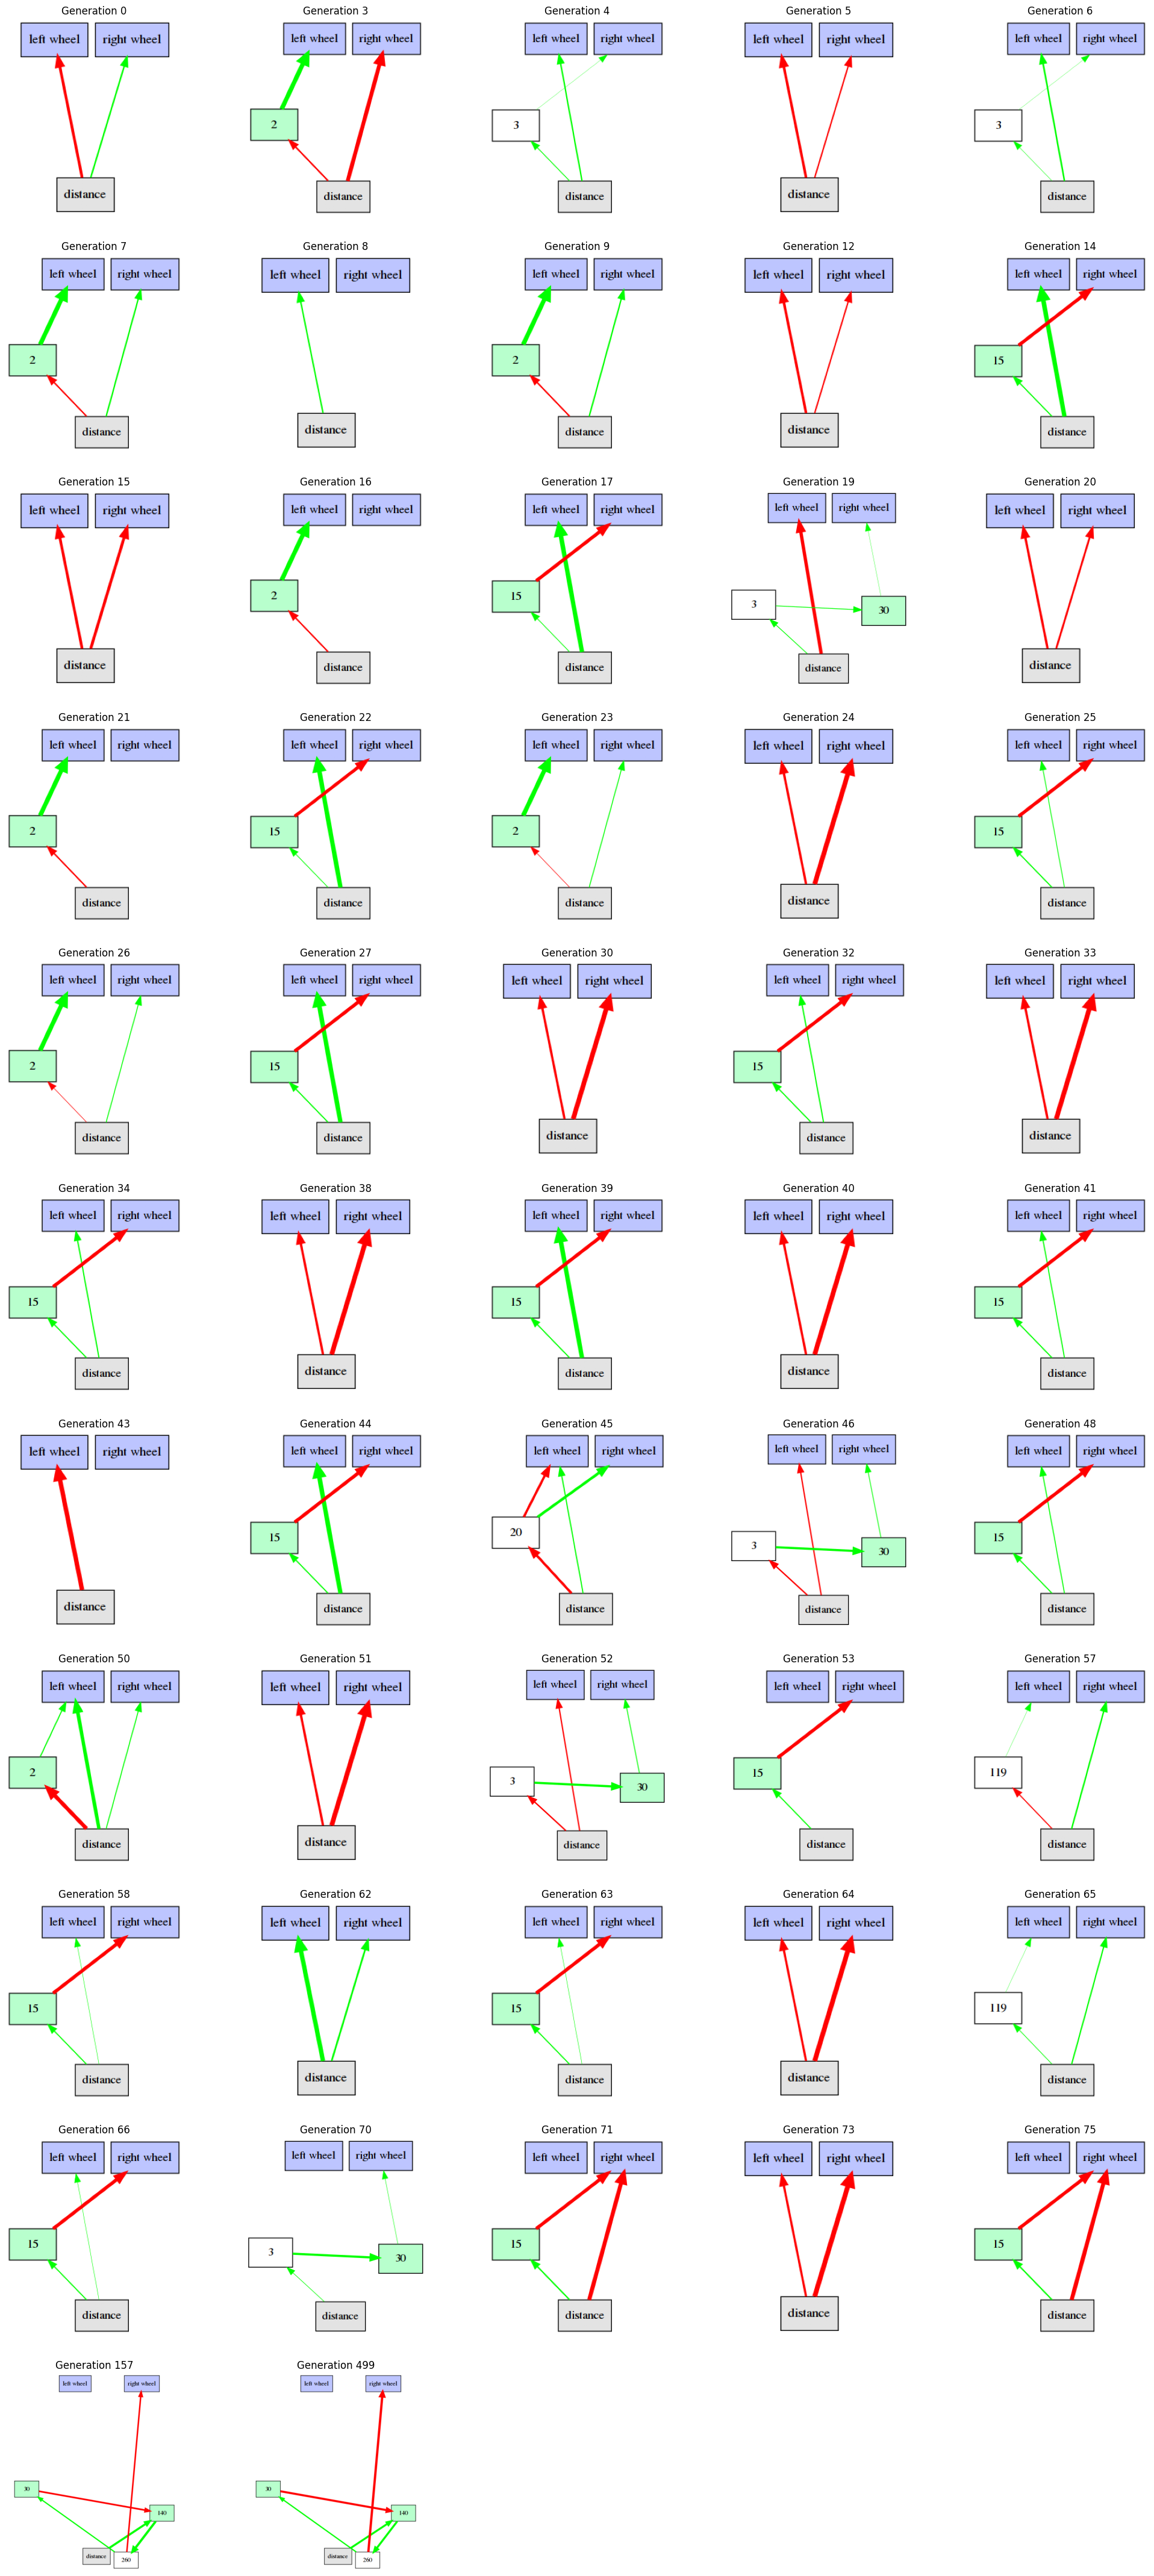 Generation 0 Generation 3 Generation 4 Generation 5 Generation 6
left wheel right wheel left wheel right wheel left wheel right wheel left wheel right wheel left wheel right wheel
2 3 3
distance distance distance distance distance
Generation 7 Generation 8 Generation 9 Generation 12 Generation 14
left wheel right wheel left wheel right wheel left wheel right wheel left wheel right wheel left wheel right wheel
2 2 15
distance distance distance distance distance
Generation 15 Generation 16 Generation 17 Generation 19 Generation 20
left wheel right wheel left wheel right wheel left wheel right wheel left wheel right wheel left wheel right wheel
2 15 3 30
distance distance distance distance distance
Generation 21 Generation 22 Generation 23 Generation 24 Generation 25
left wheel right wheel left wheel right wheel left wheel right wheel left wheel right wheel left wheel right wheel
2 15 2 15
distance distance distance distance distance
Generation 26 Generation 27 Generation 30 Generation 32 Generation 33
left wheel right wheel left wheel right wheel left wheel right wheel left wheel right wheel left wheel right wheel
2 15 15
distance distance distance distance distance
Generation 34 Generation 38 Generation 39 Generation 40 Generation 41
left wheel right wheel left wheel right wheel left wheel right wheel left wheel right wheel left wheel right wheel
15 15 15
distance distance distance distance distance
Generation 43 Generation 44 Generation 45 Generation 46 Generation 48
left wheel right wheel left wheel right wheel left wheel right wheel left wheel right wheel left wheel right wheel
15 20 3 30 15
distance distance distance distance distance
Generation 50 Generation 51 Generation 52 Generation 53 Generation 57
left wheel right wheel left wheel right wheel left wheel right wheel left wheel right wheel left wheel right wheel
2 3 30 15 119
distance distance distance distance distance
Generation 58 Generation 62 Generation 63 Generation 64 Generation 65
left wheel right wheel left wheel right wheel left wheel right wheel left wheel right wheel left wheel right wheel
15 15 119
distance distance distance distance distance
Generation 66 Generation 70 Generation 71 Generation 73 Generation 75
left wheel right wheel left wheel right wheel left wheel right wheel left wheel right wheel left wheel right wheel
15 3 30 15 15
distance distance distance distance distance
Generation 157 Generation 499
left wheel right wheel left wheel right wheel
30 30
140 140
distance 260 distance 260